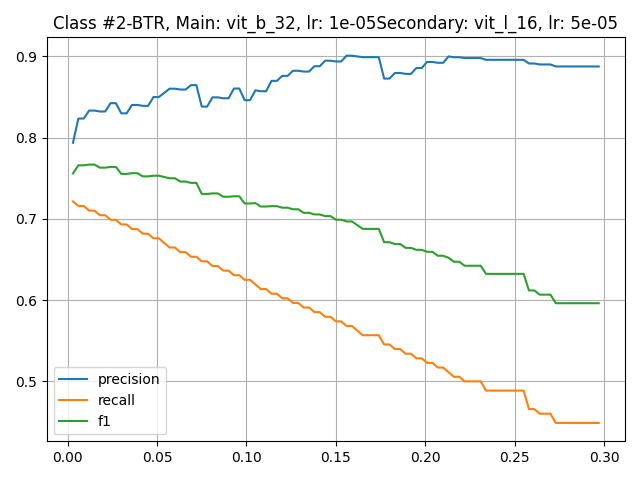 Class #2-BTR, Main: vit_b_32, lr: 1e-05Secondary: vit_l_16, lr: 5e-05
0.9
0.8
0.7
0.6
0.5
precision
recall
f1
0.00 0.05 0.10 0.15 0.20 0.25 0.30